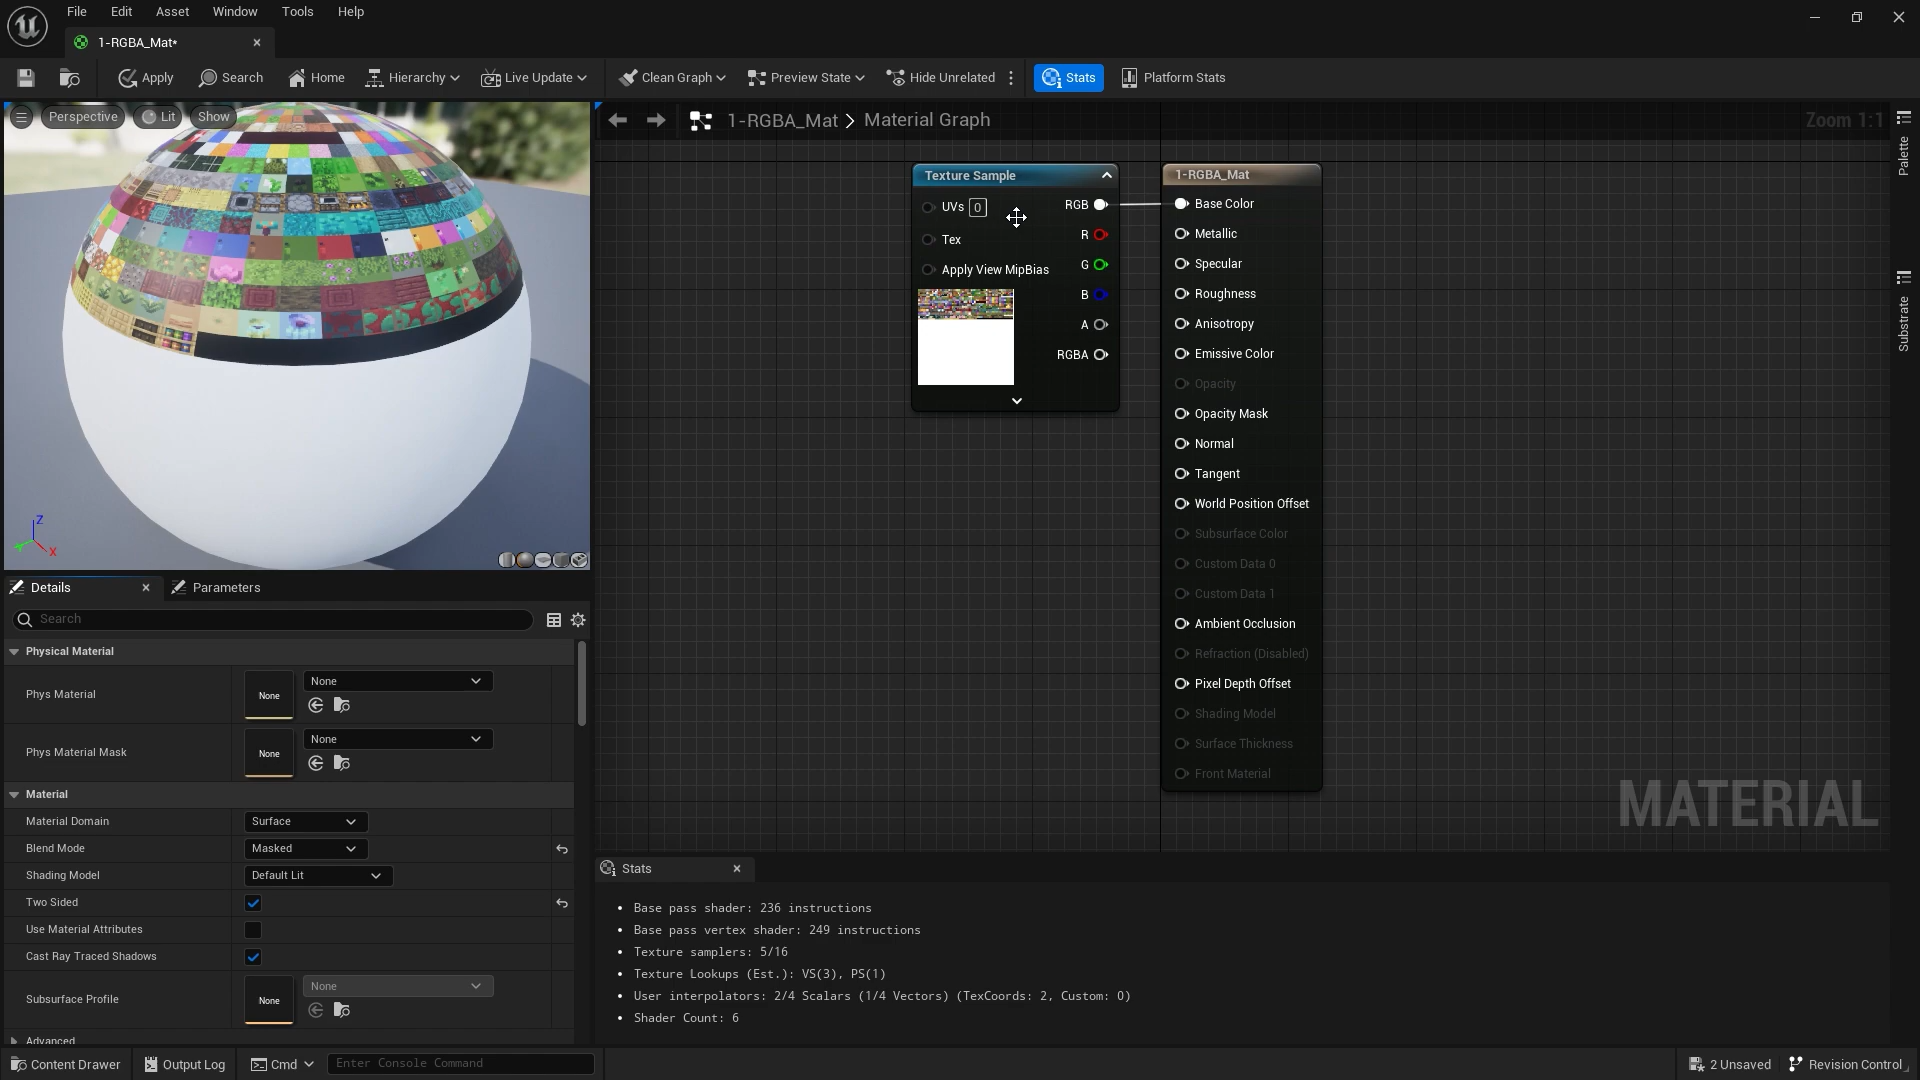 File Edit Asset Window Tools Help
1-RGBA_Mat*
Apply Search Home Hierarchy Live Update Clean Graph Preview State Hide Unrelated Stats Platform Stats
Perspective Lit Show
1-RGBA_Mat > Material Graph
Zoom 1:1
Palette
Substrate
Texture Sample
UVs 0
Tex
Apply View MipBias
RGB
R
G
B
A
RGBA
1-RGBA_Mat
Base Color
Metallic
Specular
Roughness
Anisotropy
Emissive Color
Opacity
Opacity Mask
Normal
Tangent
World Position Offset
Subsurface Color
Custom Data 0
Custom Data 1
Ambient Occlusion
Refraction (Disabled)
Pixel Depth Offset
Shading Model
Surface Thickness
Front Material
MATERIAL
Z
Y
X
Details Parameters
Search
Physical Material
Phys Material None None
Phys Material Mask None None
Material
Material Domain Surface
Blend Mode Masked
Shading Model Default Lit
Two Sided
Use Material Attributes
Cast Ray Traced Shadows
Subsurface Profile None None
Advanced
Stats
• Base pass shader: 236 instructions
• Base pass vertex shader: 249 instructions
• Texture samplers: 5/16
• Texture Lookups (Est.): VS(3), PS(1)
• User interpolators: 2/4 Scalars (1/4 Vectors) (TexCoords: 2, Custom: 0)
• Shader Count: 6
Content Drawer Output Log Cmd Enter Console Command 2 Unsaved Revision Control